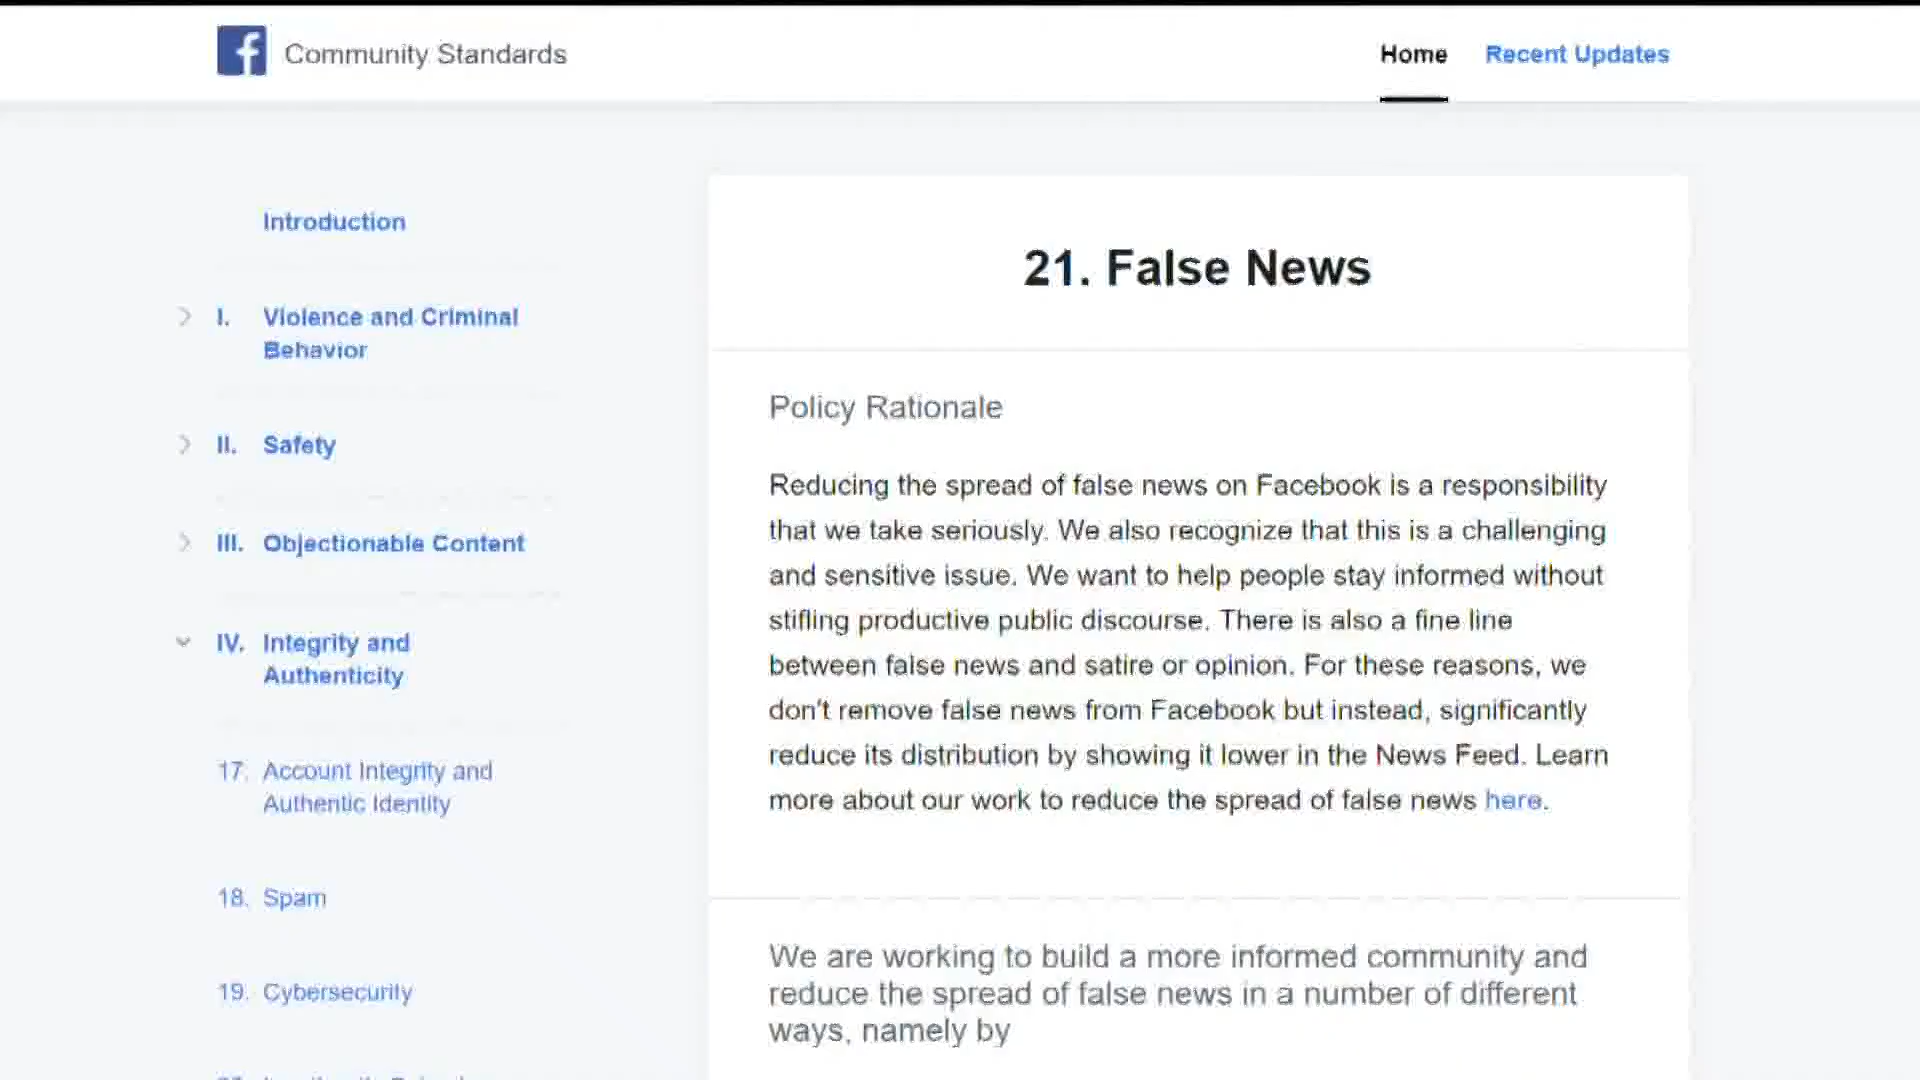 Community Standards
Home
Recent Updates
Introduction
I. Violence and Criminal
Behavior
II. Safety
III. Objectionable Content
IV. Integrity and
Authenticity
17. Account Integrity and
Authentic Identity
18. Spam
19. Cybersecurity
21. False News
Policy Rationale
Reducing the spread of false news on Facebook is a responsibility
that we take seriously. We also recognize that this is a challenging
and sensitive issue. We want to help people stay informed without
stifling productive public discourse. There is also a fine line
between false news and satire or opinion. For these reasons, we
don't remove false news from Facebook but instead, significantly
reduce its distribution by showing it lower in the News Feed. Learn
more about our work to reduce the spread of false news here.
We are working to build a more informed community and
reduce the spread of false news in a number of different
ways, namely by